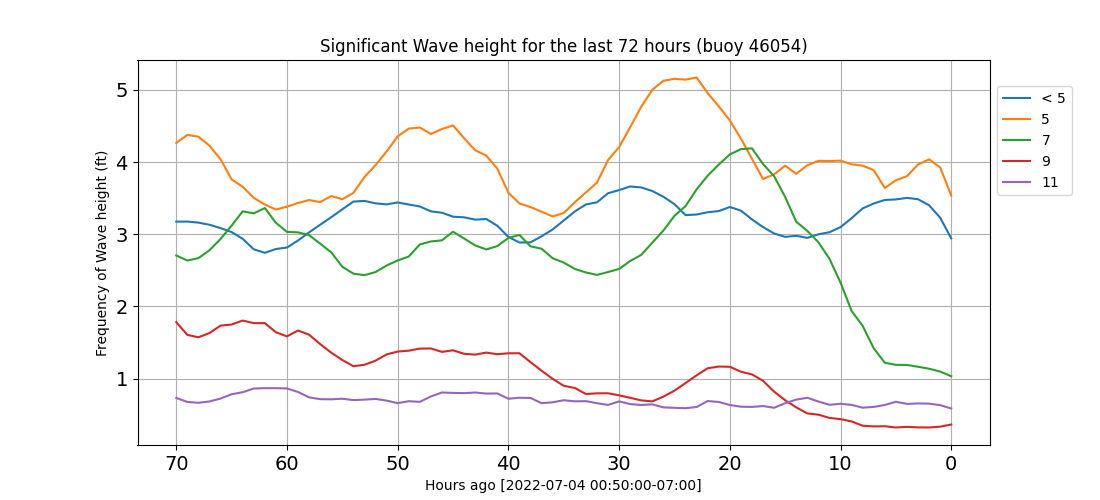 Significant Wave height for the last 72 hours (buoy 46054)
Frequency of Wave height (ft)
5
4
3
2
1
70 60 50 40 30 20 10 0
Hours ago [2022-07-04 00:50:00-07:00]
< 5
5
7
9
11